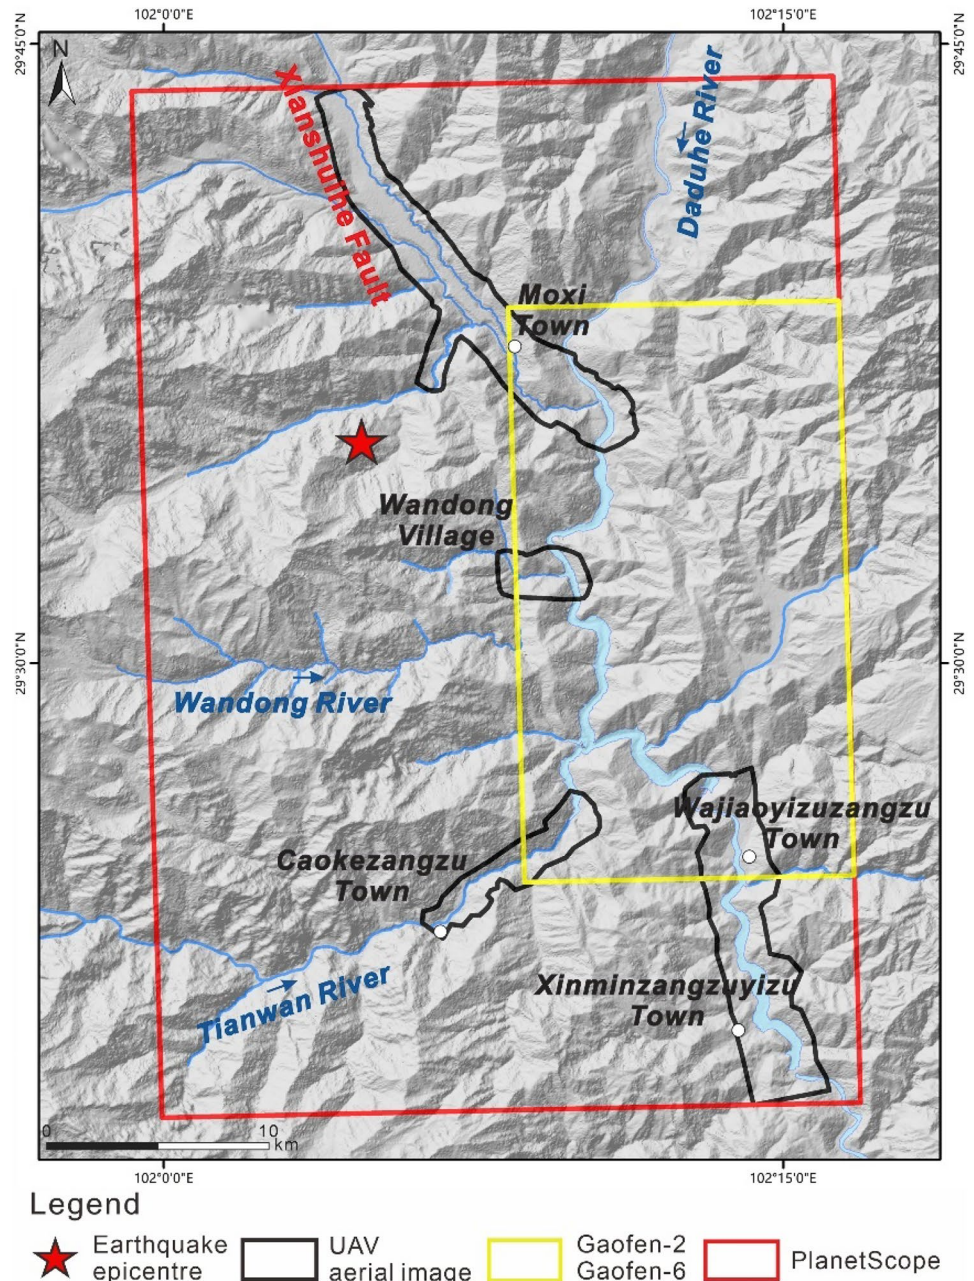 102°0'0"E
102°15'0"E
29°45'0"N
29°45'0"N
N
Xianshuihe Fault
Daduhe River
Moxi
Town
Wandong
Village
29°30'0"N
29°30'0"N
Wandong River
Wajiaoyizuzangzu
Town
Caokezangzu
Town
Xinminzangzuyizu
Town
Tianwan River
0
10
km
102°0'0"E
102°15'0"E
Legend
Earthquake
epicentre
UAV
aerial image
Gaofen-2
Gaofen-6
PlanetScope